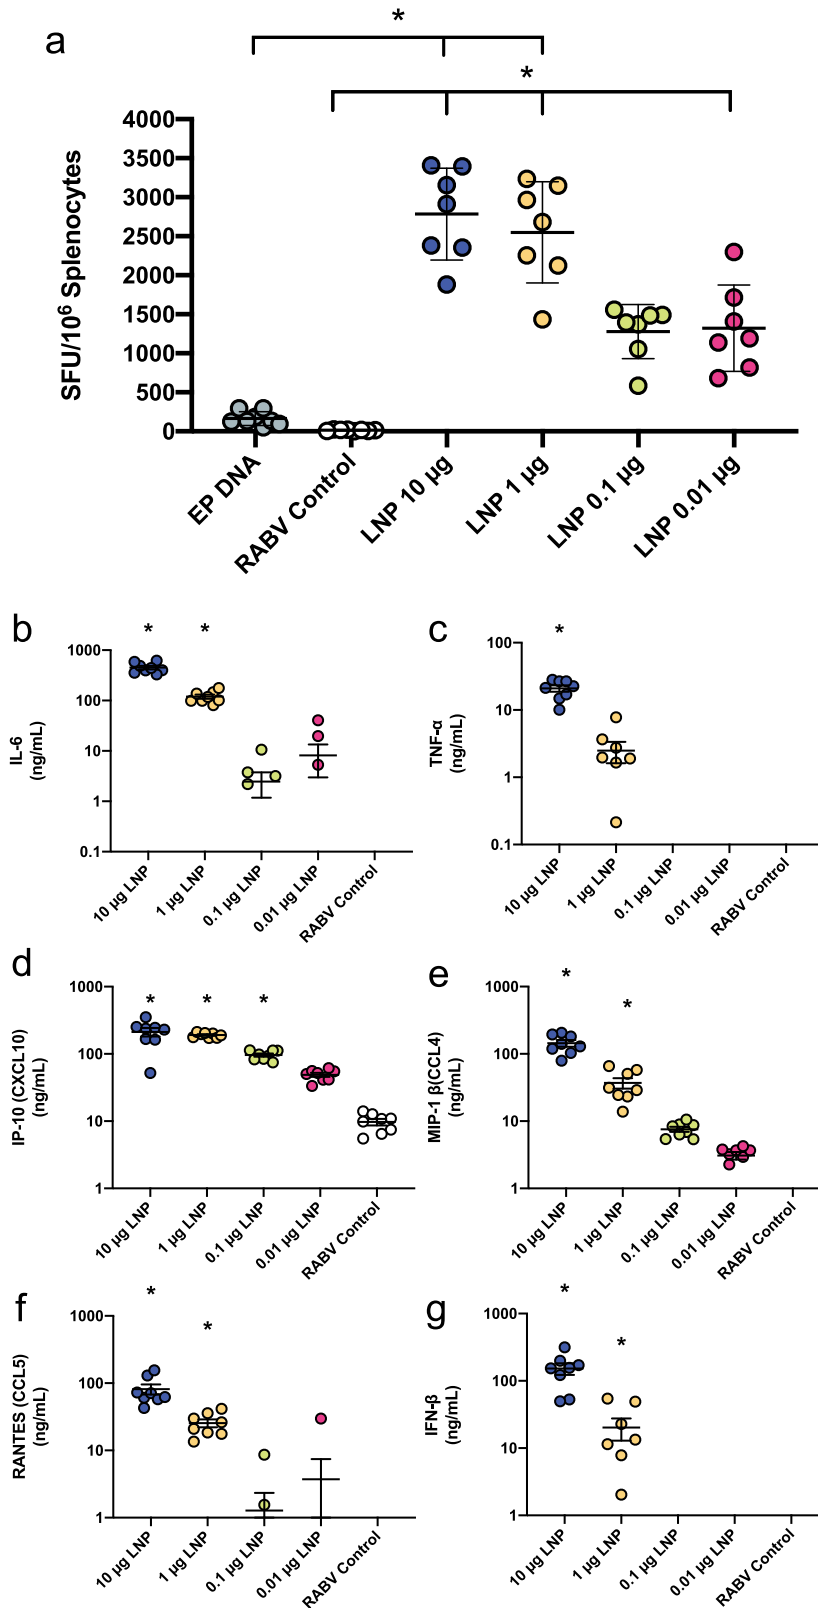 a
*
*
SFU/10⁶ Splenocytes
4000
3500
3000
2500
2000
1500
1000
500
0
EP DNA
RABV Control
LNP 10 µg
LNP 1 µg
LNP 0.1 µg
LNP 0.01 µg
b
* *
IL-6
(ng/mL)
1000
100
10
1
0.1
10 µg LNP
1 µg LNP
0.1 µg LNP
0.01 µg LNP
RABV Control
c
*
TNF-α
(ng/mL)
100
10
1
0.1
10 µg LNP
1 µg LNP
0.1 µg LNP
0.01 µg LNP
RABV Control
d
* * *
IP-10 (CXCL10)
(ng/mL)
1000
100
10
1
10 µg LNP
1 µg LNP
0.1 µg LNP
0.01 µg LNP
RABV Control
e
*
*
MIP-1 β(CCL4)
(ng/mL)
1000
100
10
1
10 µg LNP
1 µg LNP
0.1 µg LNP
0.01 µg LNP
RABV Control
f
*
*
RANTES (CCL5)
(ng/mL)
1000
100
10
1
10 µg LNP
1 µg LNP
0.1 µg LNP
0.01 µg LNP
RABV Control
g
*
*
IFN-β
(ng/mL)
1000
100
10
1
10 µg LNP
1 µg LNP
0.1 µg LNP
0.01 µg LNP
RABV Control